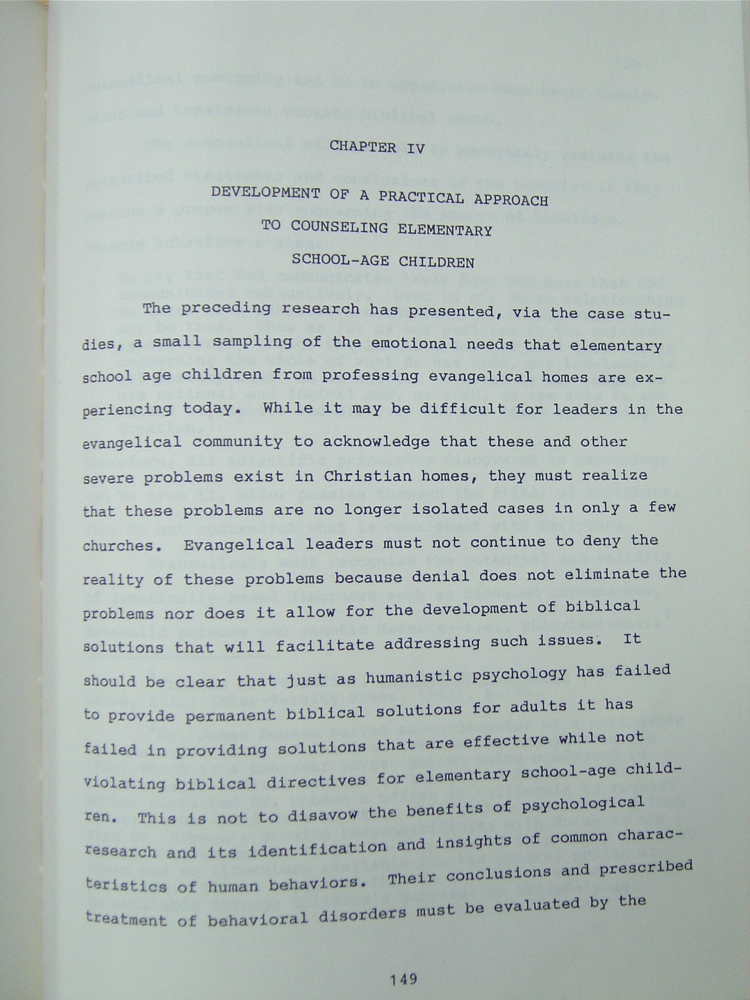 CHAPTER IV
DEVELOPMENT OF A PRACTICAL APPROACH
TO COUNSELING ELEMENTARY
SCHOOL-AGE CHILDREN
The preceding research has presented, via the case stu-
dies, a small sampling of the emotional needs that elementary
school age children from professing evangelical homes are ex-
periencing today. While it may be difficult for leaders in the
evangelical community to acknowledge that these and other
severe problems exist in Christian homes, they must realize
that these problems are no longer isolated cases in only a few
churches. Evangelical leaders must not continue to deny the
reality of these problems because denial does not eliminate the
problems nor does it allow for the development of biblical
solutions that will facilitate addressing such issues. It
should be clear that just as humanistic psychology has failed
to provide permanent biblical solutions for adults it has
failed in providing solutions that are effective while not
violating biblical directives for elementary school-age child-
ren. This is not to disavow the benefits of psychological
research and its identification and insights of common charac-
teristics of human behaviors. Their conclusions and prescribed
treatment of behavioral disorders must be evaluated by the
149